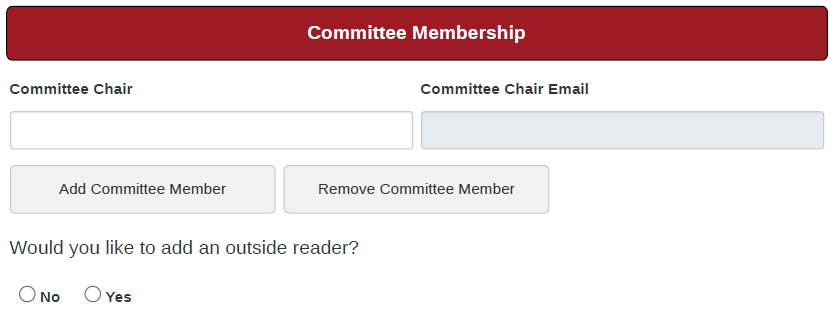 Committee Membership
Committee Chair Committee Chair Email
Add Committee Member Remove Committee Member
Would you like to add an outside reader?
No Yes